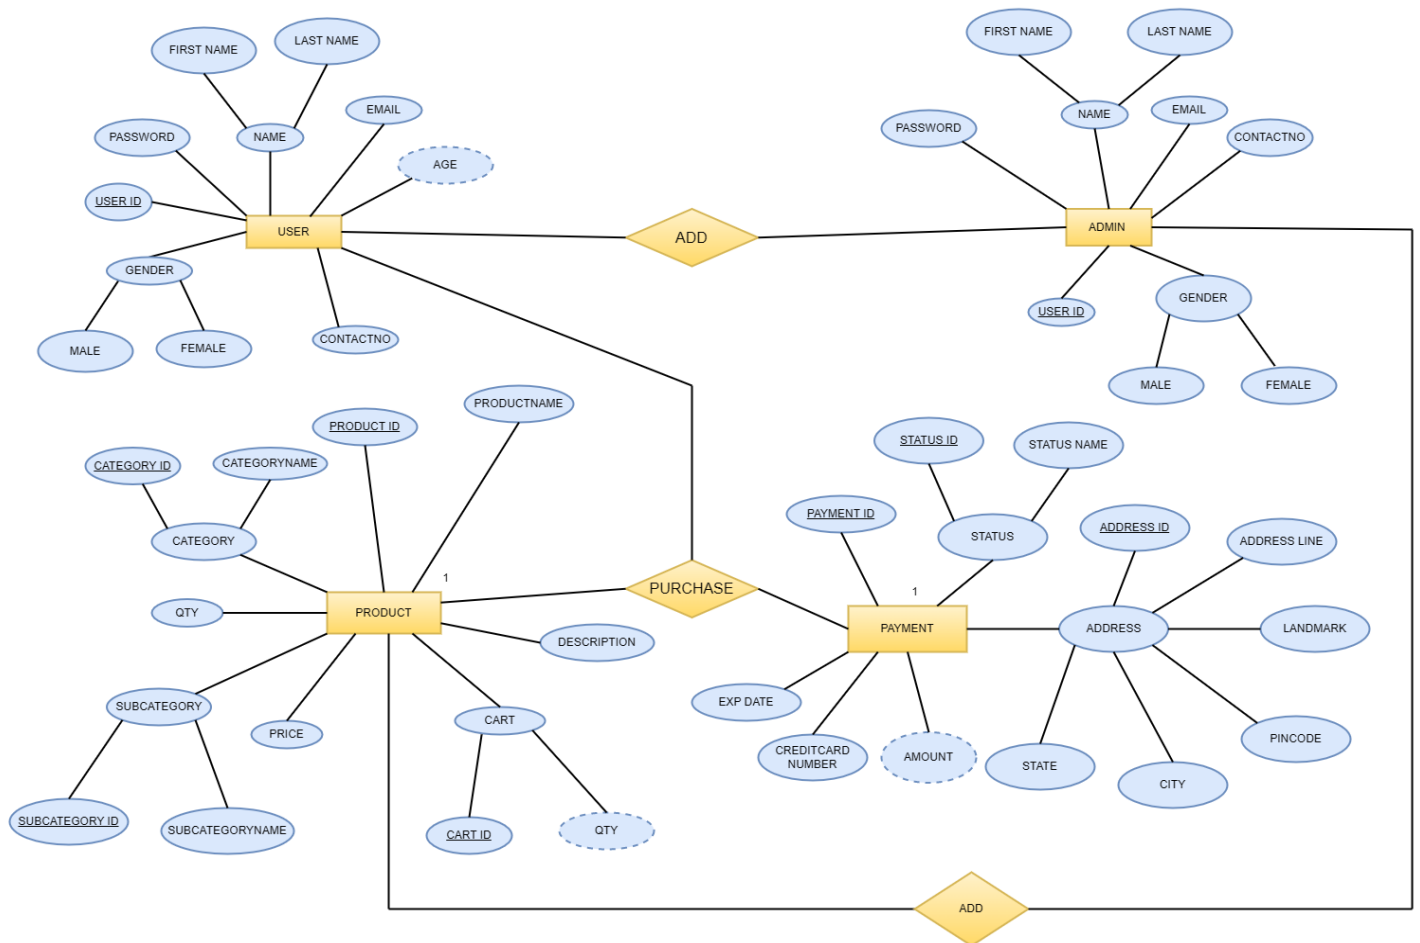 FIRST NAME
LAST NAME
FIRST NAME
LAST NAME
EMAIL
EMAIL
NAME
NAME
PASSWORD
PASSWORD
CONTACTNO
AGE
USER ID
USER
ADD
ADMIN
GENDER
GENDER
USER ID
CONTACTNO
MALE
FEMALE
MALE
FEMALE
PRODUCTNAME
PRODUCT ID
STATUS ID
STATUS NAME
CATEGORY ID
CATEGORYNAME
PAYMENT ID
ADDRESS ID
CATEGORY
STATUS
ADDRESS LINE
1
PURCHASE
1
QTY
PRODUCT
PAYMENT
ADDRESS
LANDMARK
DESCRIPTION
SUBCATEGORY
CART
EXP DATE
PRICE
PINCODE
CREDITCARD
NUMBER
AMOUNT
STATE
CITY
SUBCATEGORY ID
SUBCATEGORYNAME
CART ID
QTY
ADD